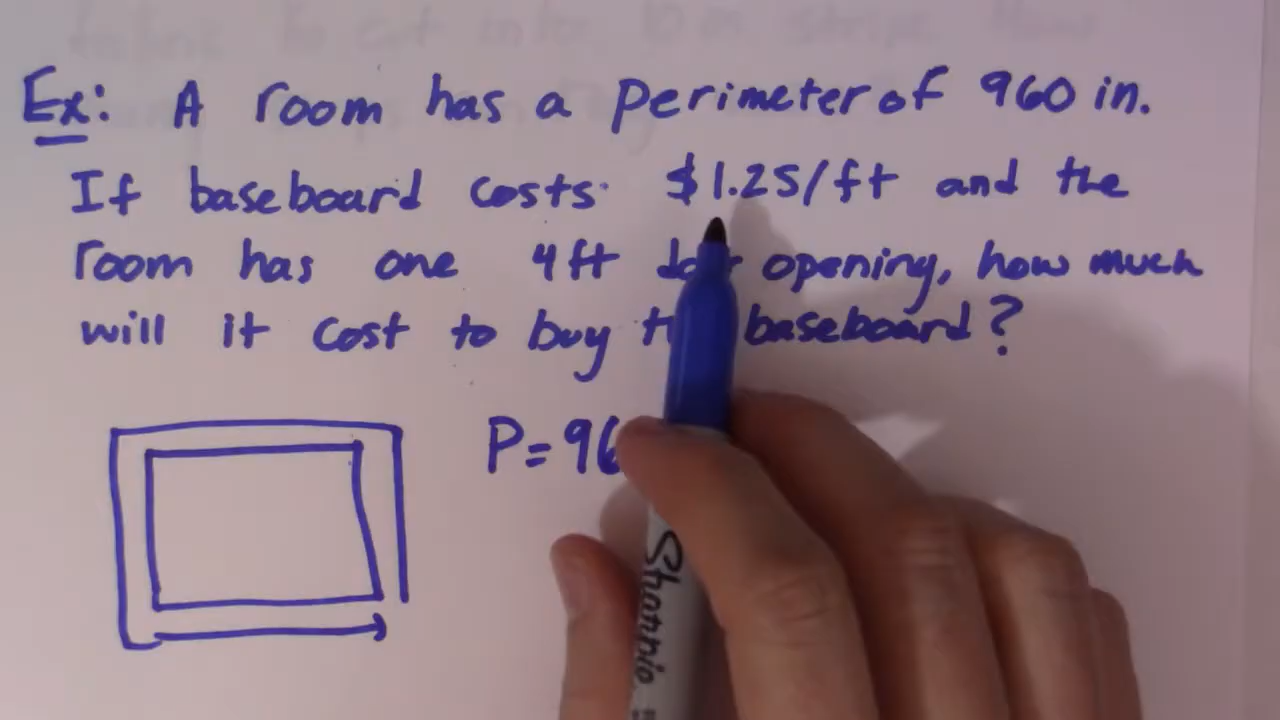 Ex: A room has a perimeter of 960 in.
If baseboard costs $1.25/ft and the
room has one 4ft opening, how much
will it cost to buy baseboard?
P=96
Sharpie